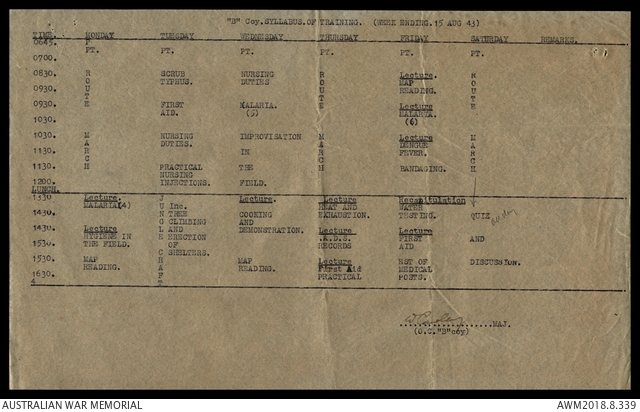 "B" Coy.SYLLABUS.OF TRAINING. (WEEK ENDING.15 AUG 43)
TIME. MONDAY TUESDAY WEDNESDAY THURSDAY FRIDAY SATURDAY REMARKS.
0645. P
PT. PT. PT. PT. PT. PT.
0700.
0830. R SCRUB NURSING R Lecture. R
O TYPHUS. DUTIES O MAP O
U U READING. U
T T T
0930. E FIRST MALARIA. E Lecture E
AID. (5) MALARYA.
1030. (6)
1030. M NURSING IMPROVISATION M Lecture M
A DUTIES. A DENGUE A
1130. R IN R FEVER. R
C C C
1130. H PRACTICAL THE H BANDAGING. H
NURSING
1200. INJECTIONS. FIELD.
LUNCH.
1330 Lecture. J Lecture. Lecture Recapitulation
MALARIA(4) U Inc. HEAT AND WATER
1430. N TREE COOKING EXHAUSTION. TESTING. QUIZ
G CLIMBING AND
1430. Lecture L AND DEMONSTRATION. Lecture
HYGIENE IN E ERECTION .A.D.S. FIRST AND
1530. THE FIELD. OF RECORDS AID
C SHELTERS.
1530. MAP R MAP Lecture EST OF DISCUSSION.
READING. A READING. First Aid MEDICAL
1630. F PRACTICAL POSTS.
4 T
....................MAJ.
(O.C."B"coy)
AUSTRALIAN WAR MEMORIAL
AWM2018.8.339